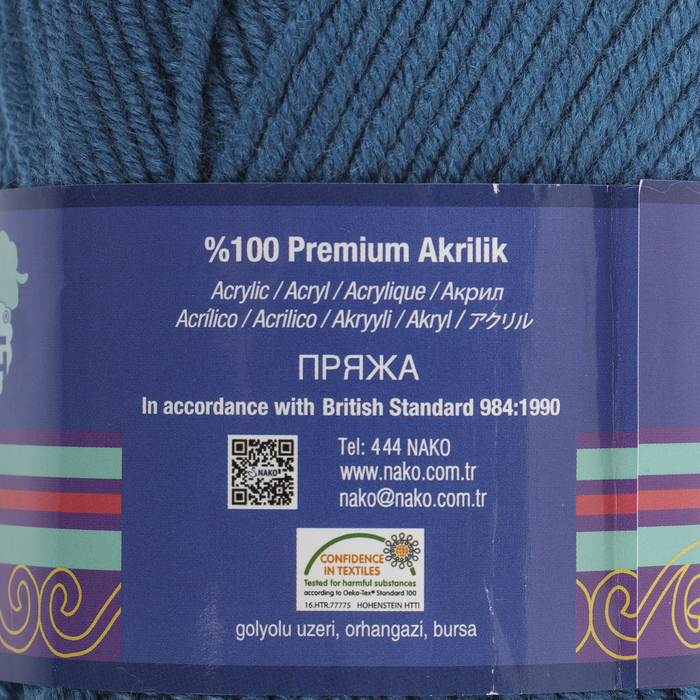 %100 Premium Akrilik
Acrylic / Acryl / Acrylique / Акрил
Acrílico / Acrilico / Akryyli / Akryl / アクリル
ПРЯЖА
In accordance with British Standard 984:1990
NAKO
Tel: 444 NAKO
www.nako.com.tr
nako@nako.com.tr
CONFIDENCE
IN TEXTILES
Tested for harmful substances
according to Oeko-Tex® Standard 100
16.HTR.77775 HOHENSTEIN HTTI
golyolu uzeri, orhangazi, bursa